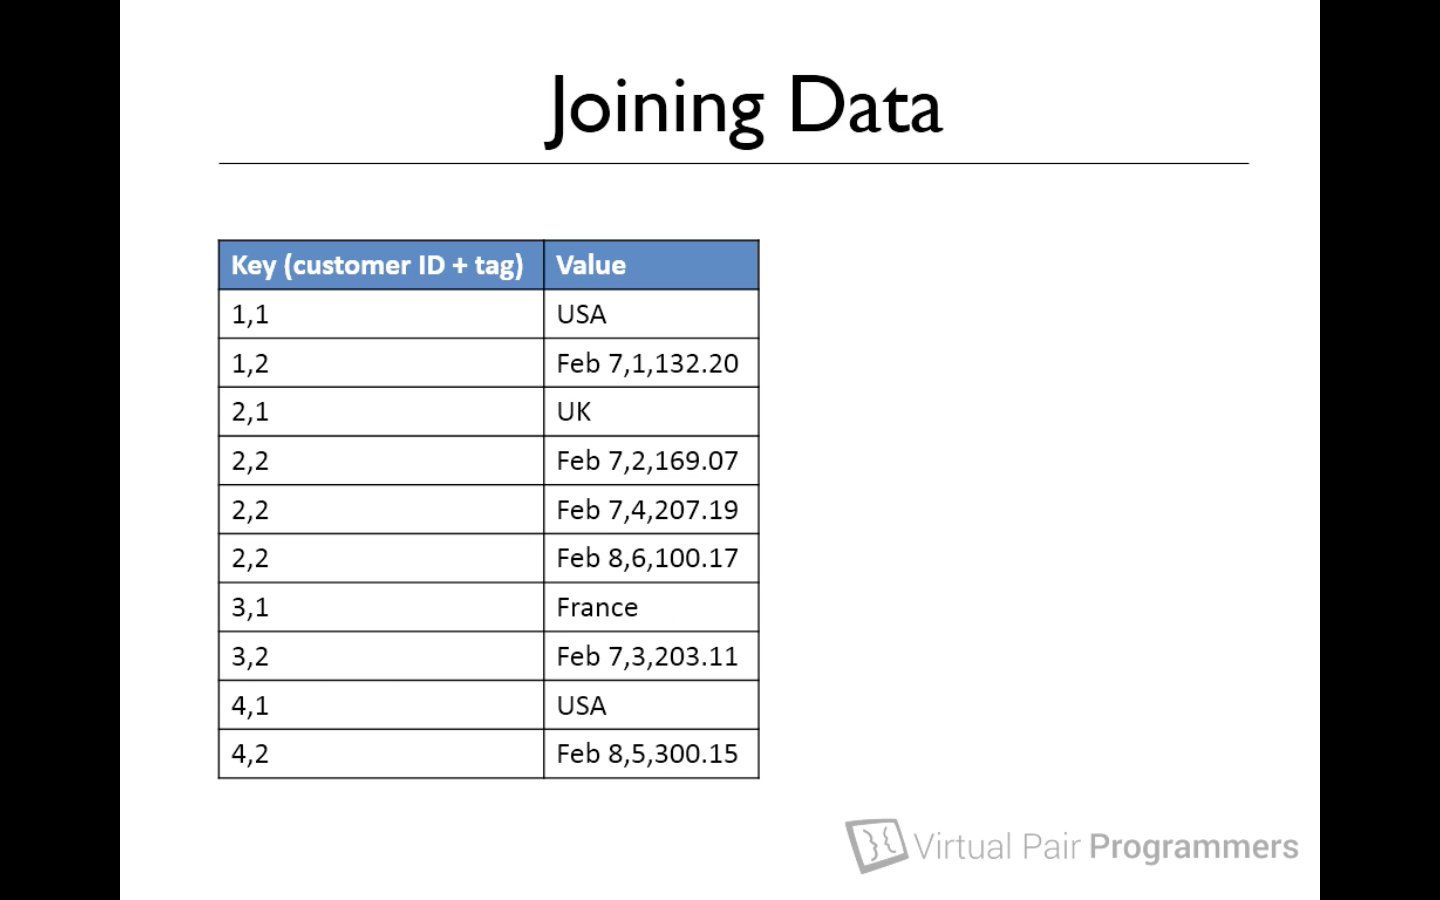 Joining Data
Key (customer ID + tag) Value
1,1 USA
1,2 Feb 7,1,132.20
2,1 UK
2,2 Feb 7,2,169.07
2,2 Feb 7,4,207.19
2,2 Feb 8,6,100.17
3,1 France
3,2 Feb 7,3,203.11
4,1 USA
4,2 Feb 8,5,300.15
Virtual Pair Programmers